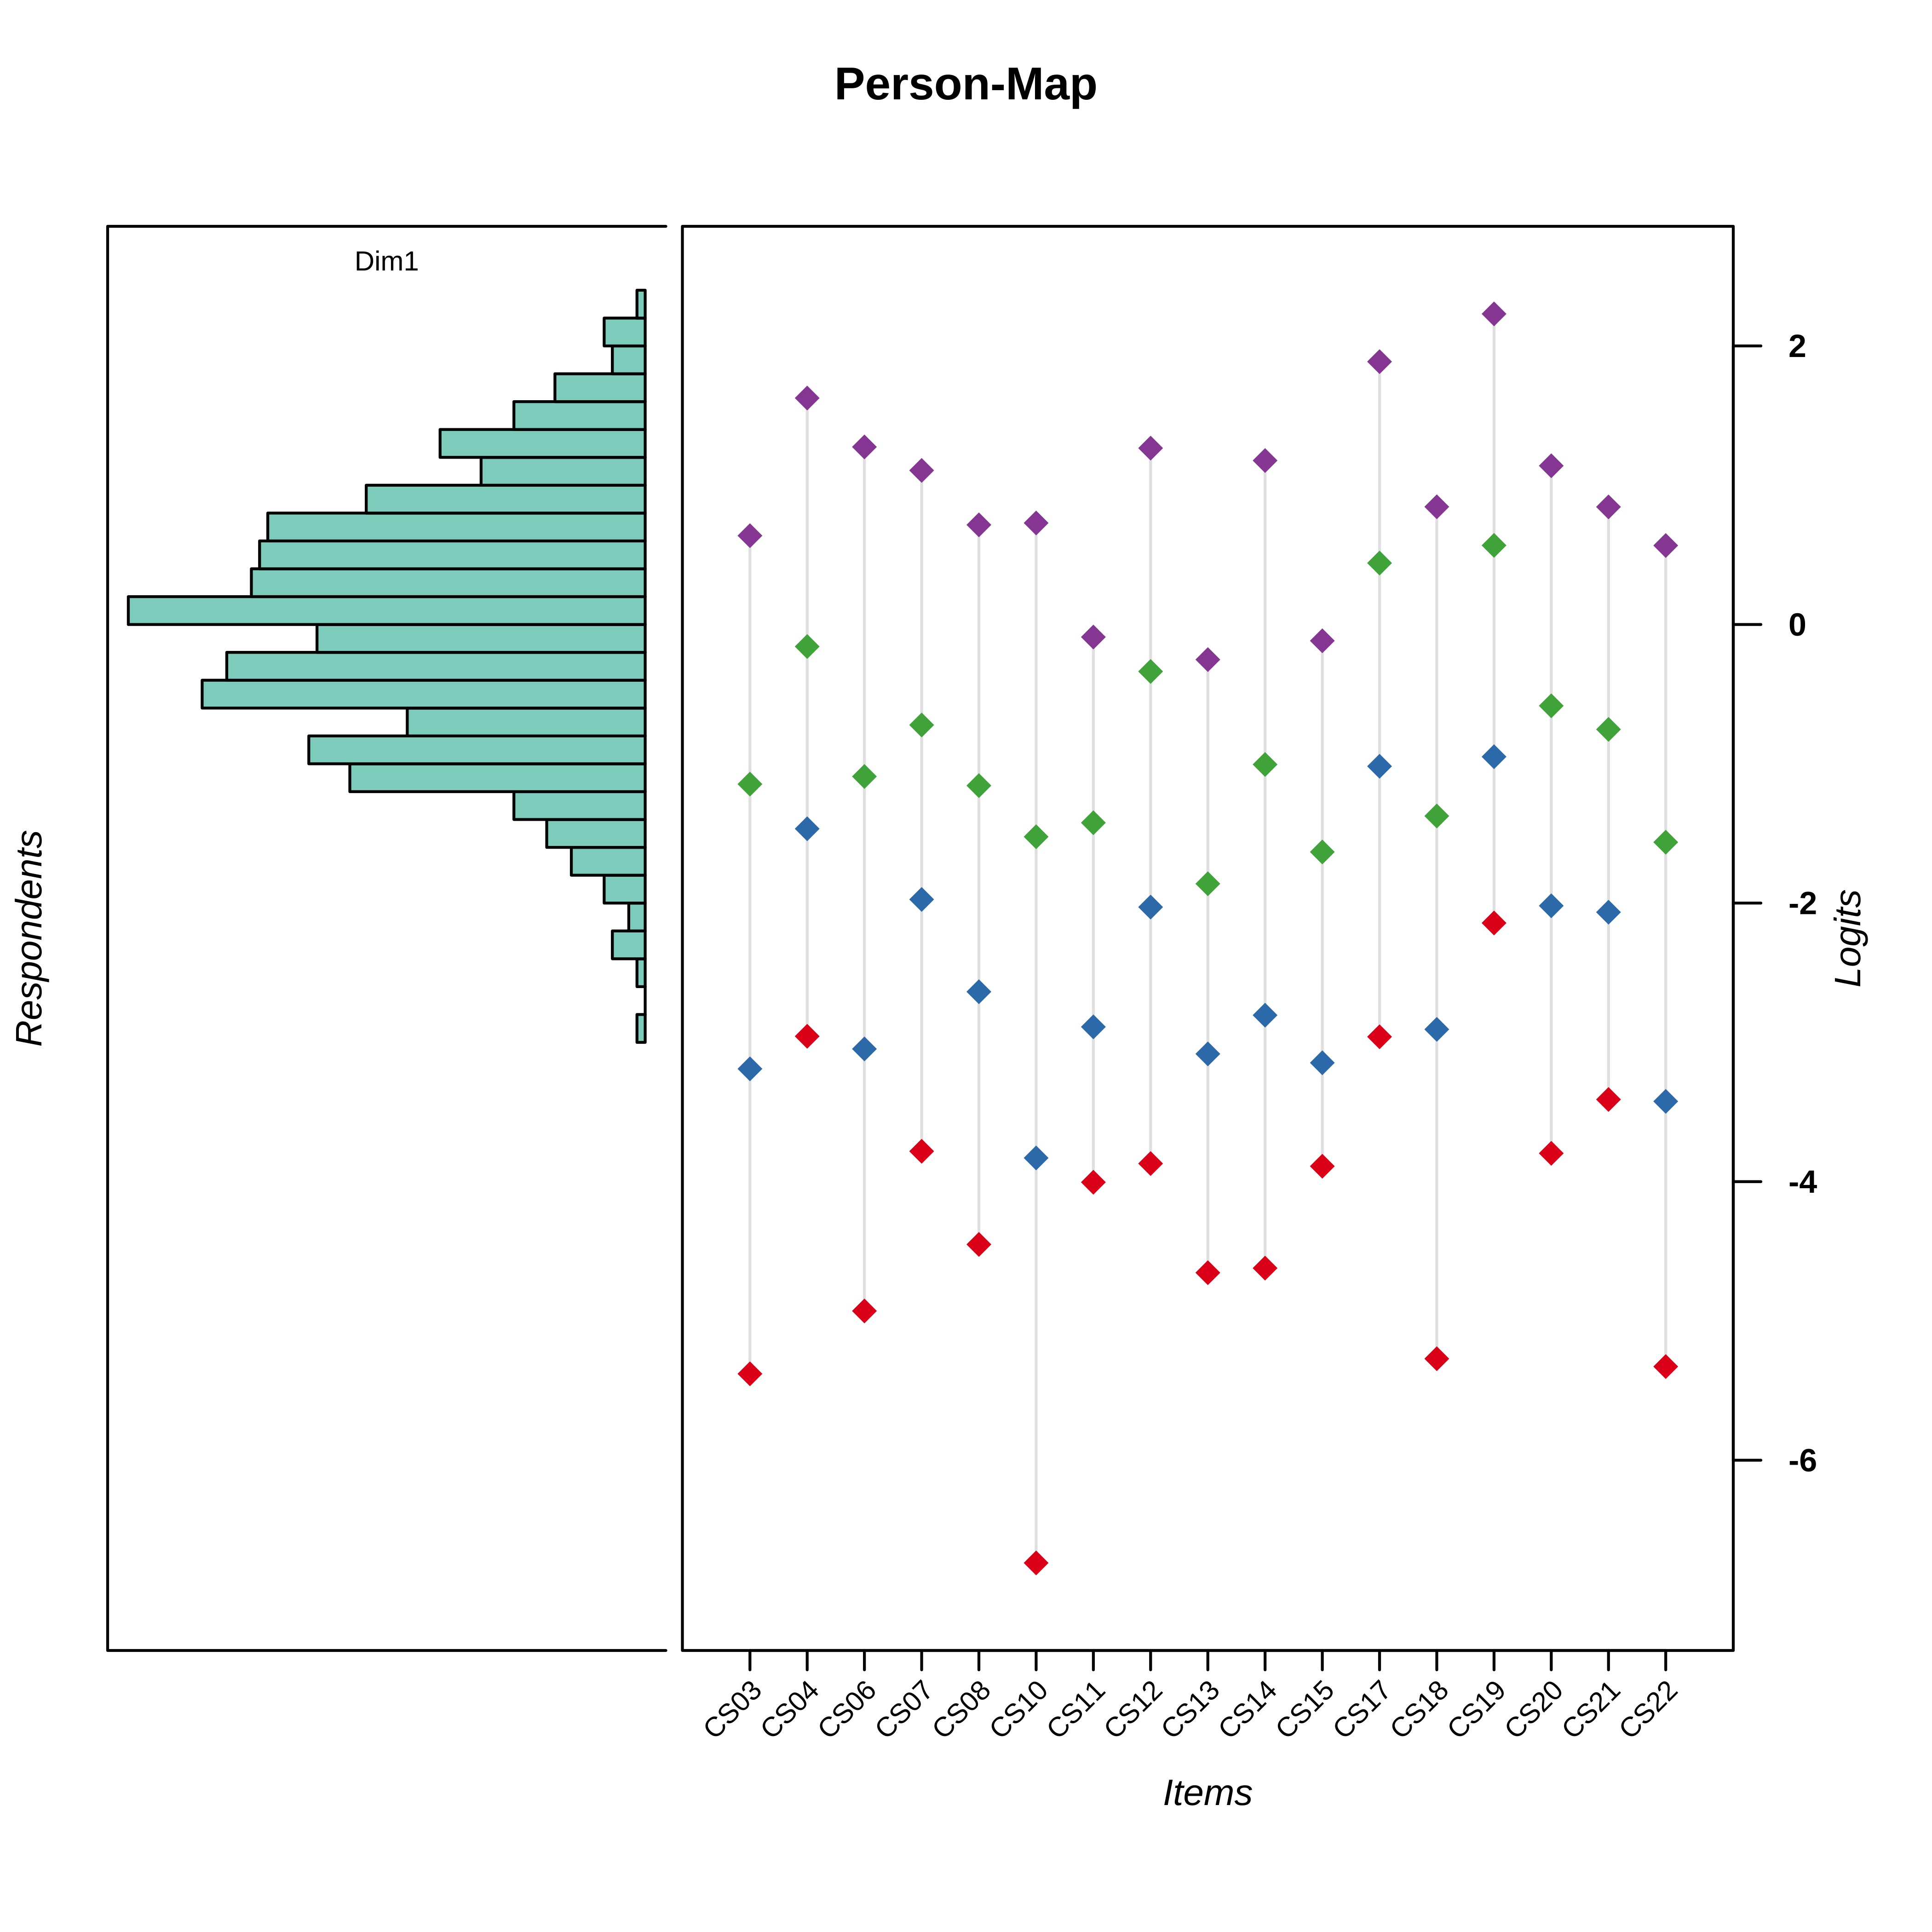 Person-Map
Dim1
Respondents
2
0
-2
-4
-6
Logits
CS03
CS04
CS06
CS07
CS08
CS10
CS11
CS12
CS13
CS14
CS15
CS17
CS18
CS19
CS20
CS21
CS22
Items